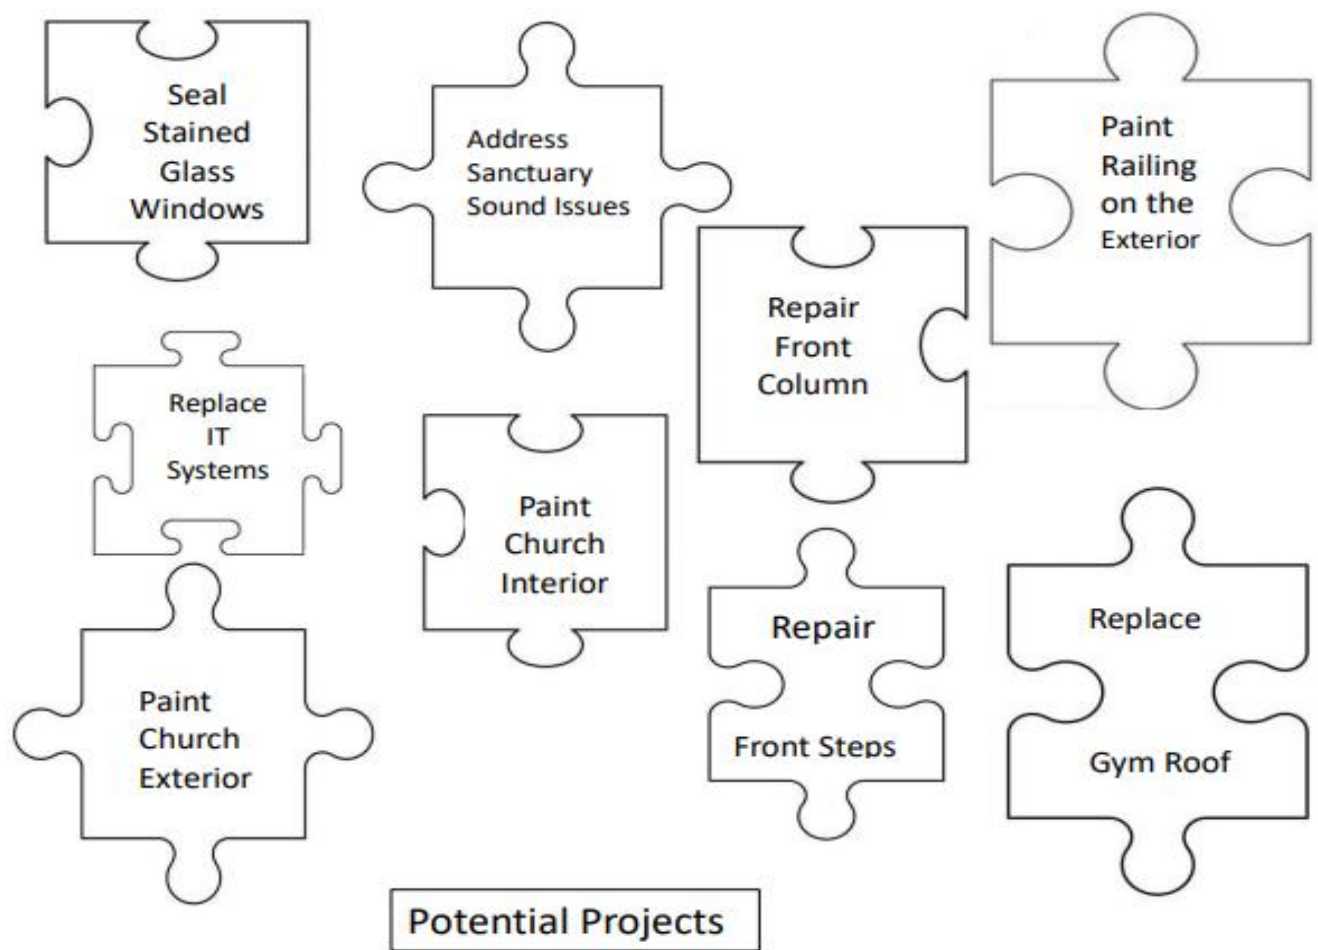 Seal
Stained
Glass
Windows
Address
Sanctuary
Sound Issues
Paint
Railing
on the
Exterior
Repair
Front
Column
Replace
IT
Systems
Paint
Church
Interior
Repair
Front Steps
Replace
Gym Roof
Paint
Church
Exterior
Potential Projects